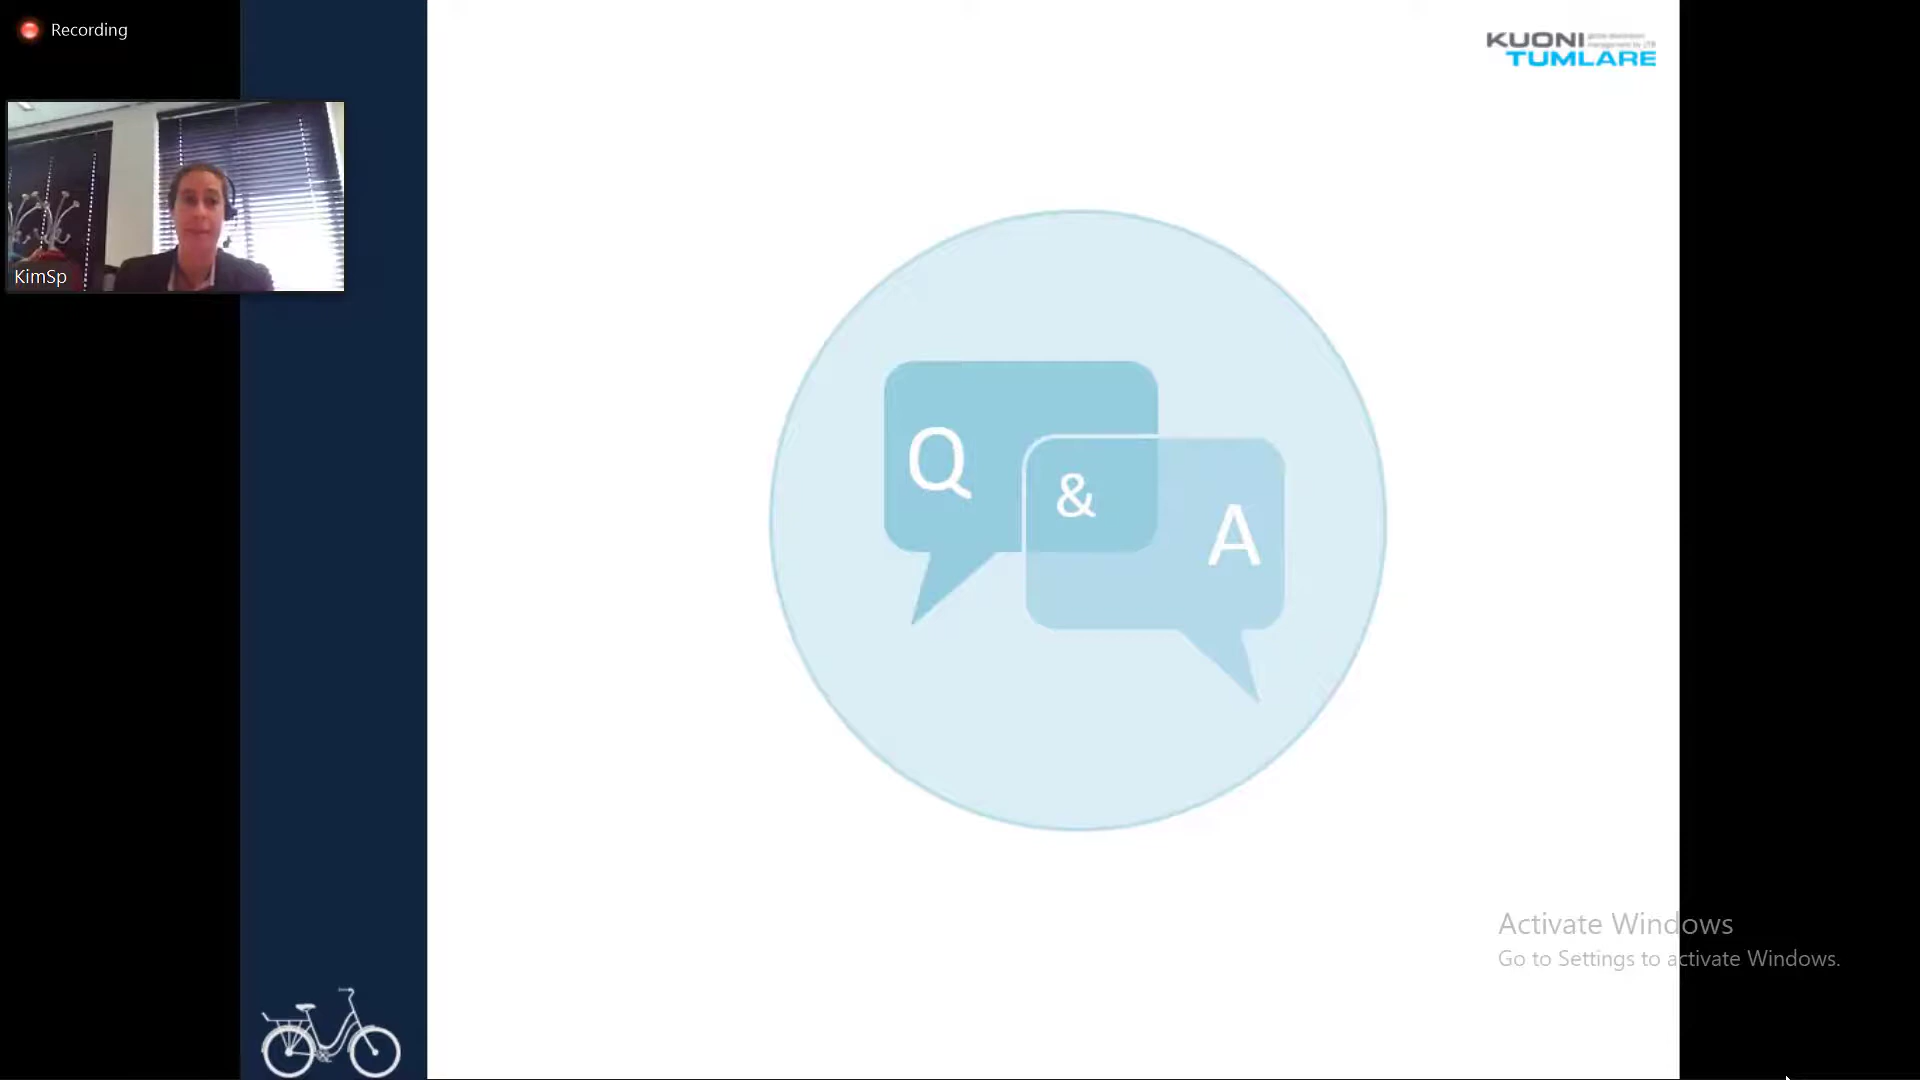 Recording
KUONI
TUMLARE
KimSp
Q
&
A
Activate Windows
Go to Settings to activate Windows.